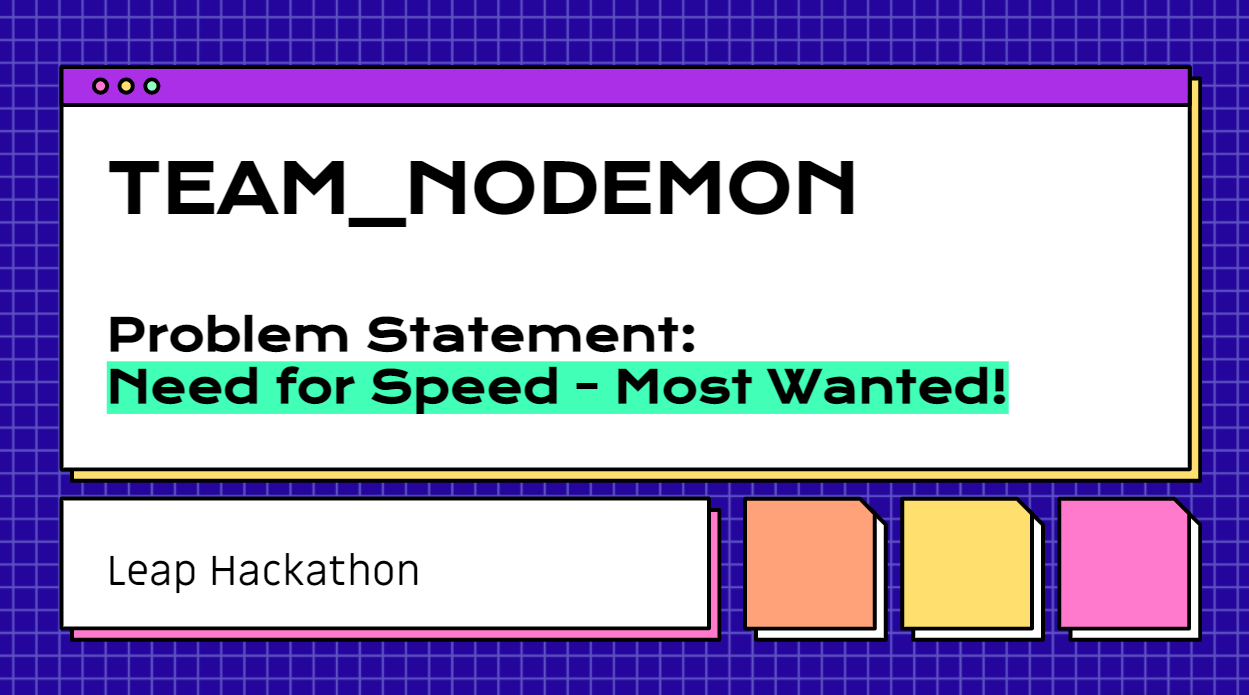 TEAM_NODEMON
Problem Statement:
Need for Speed - Most Wanted!
Leap Hackathon